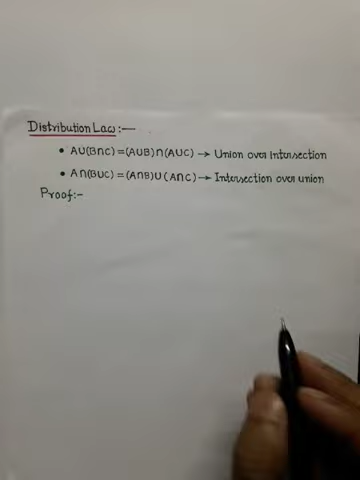 Distribution Law:—
• A∪(B∩C)=(A∪B)∩(A∪C) → Union over intersection
• A∩(B∪C)=(A∩B)∪(A∩C) → Intersection over union
Proof:-